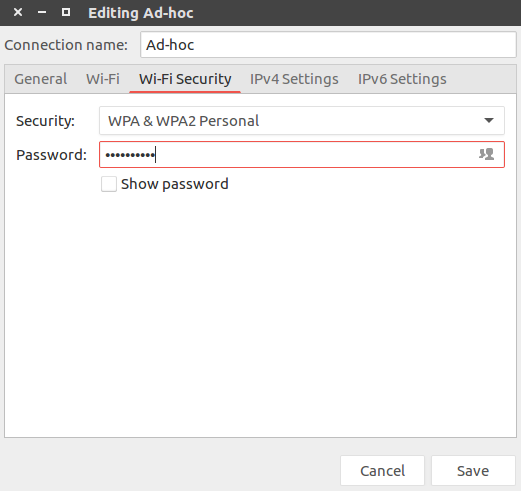 Editing Ad-hoc
Connection name: Ad-hoc
General Wi-Fi Wi-Fi Security IPv4 Settings IPv6 Settings
Security: WPA & WPA2 Personal
Password: ••••••••••
Show password
Cancel Save